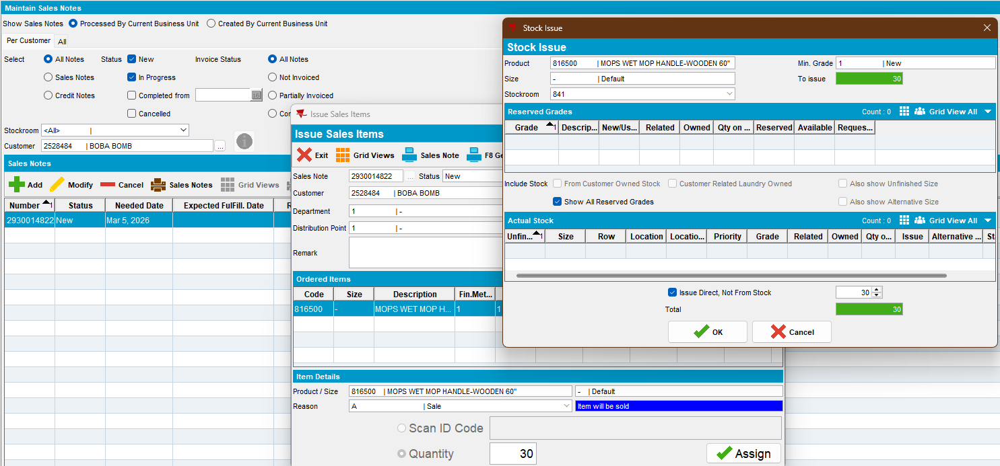 Maintain Sales Notes
Show Sales Notes Processed By Current Business Unit Created By Current Business Unit
Per Customer All
Select All Notes Status New Invoice Status All Notes
Sales Notes In Progress Not Invoiced
Credit Notes Completed from 16 Partially Invoiced
Cancelled
Stockroom <All> |
Customer 2528484 | BOBA BOMB ...
Sales Notes
Add Modify Cancel Sales Notes Grid Views
Number 1 Status Needed Date Expected FulFill. Date
2930014822 New Mar 5, 2026
Issue Sales Items
Issue Sales Items
Exit Grid Views Sales Note
Sales Note 2930014822 ... Status New
Customer 2528484 | BOBA BOMB
Department 1 | -
Distribution Point 1 | -
Remark
Ordered Items
Code Size Description Fin.Met...
816500 - MOPS WET MOP H... 1 1
Item Details
Product / Size 816500 | MOPS WET MOP HANDLE-WOODEN 60" - | Default
Reason A | Sale Item will be sold
Scan ID Code
Quantity 30 Assign
Stock Issue
Stock Issue
Product 816500 | MOPS WET MOP HANDLE-WOODEN 60" Min. Grade 1 | New
Size - | Default To issue 30
Stockroom 841
Reserved Grades Count : 0 Grid View All
Grade 1 Descrip... New/Us... Related Owned Qty on ... Reserved Available Reques...
Include Stock From Customer Owned Stock Customer Related Laundry Owned Also show Unfinished Size
Show All Reserved Grades Also show Alternative Size
Actual Stock Count : 0 Grid View All
Unfin... 1 Size Row Location Locatio... Priority Grade Related Owned Qty o... Issue Alternative ...
Issue Direct, Not From Stock 30
Total 30
OK Cancel